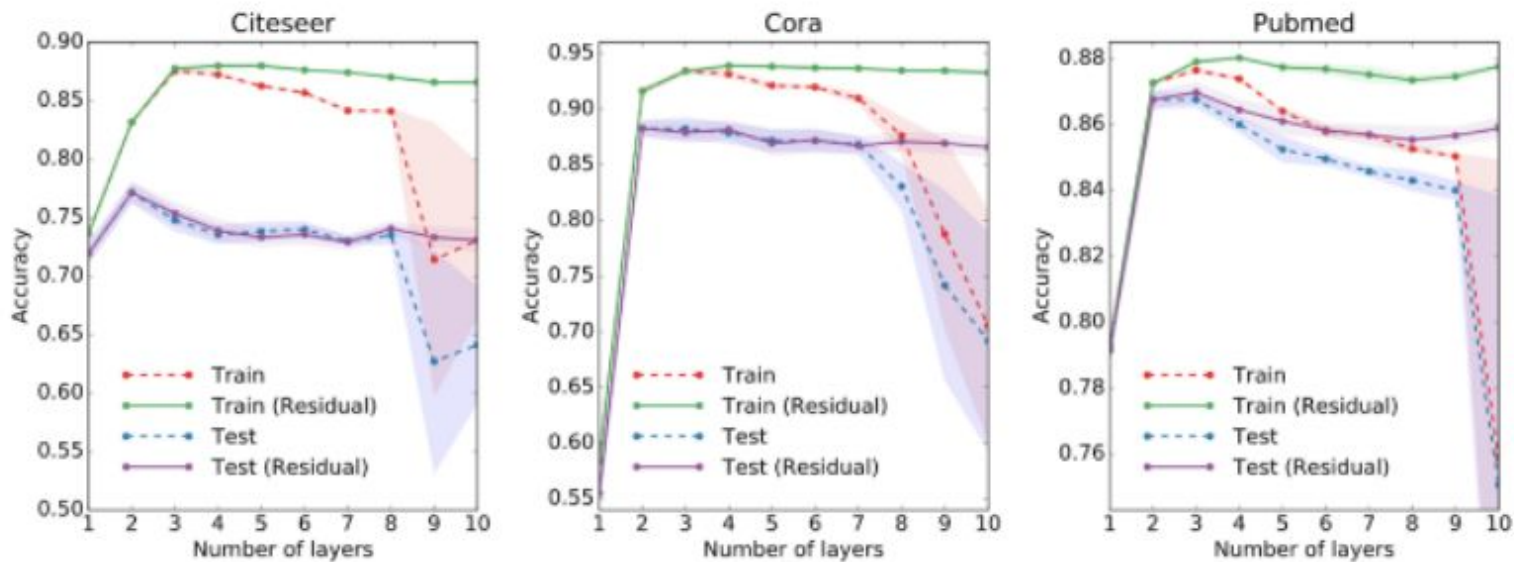 Citeseer
0.90
0.85
0.80
0.75
0.70
0.65
0.60
0.55
0.50
Accuracy
Train
Train (Residual)
Test
Test (Residual)
1 2 3 4 5 6 7 8 9 10
Number of layers
Cora
0.95
0.90
0.85
0.80
0.75
0.70
0.65
0.60
0.55
Accuracy
Train
Train (Residual)
Test
Test (Residual)
1 2 3 4 5 6 7 8 9 10
Number of layers
Pubmed
0.88
0.86
0.84
0.82
0.80
0.78
0.76
Accuracy
Train
Train (Residual)
Test
Test (Residual)
1 2 3 4 5 6 7 8 9 10
Number of layers